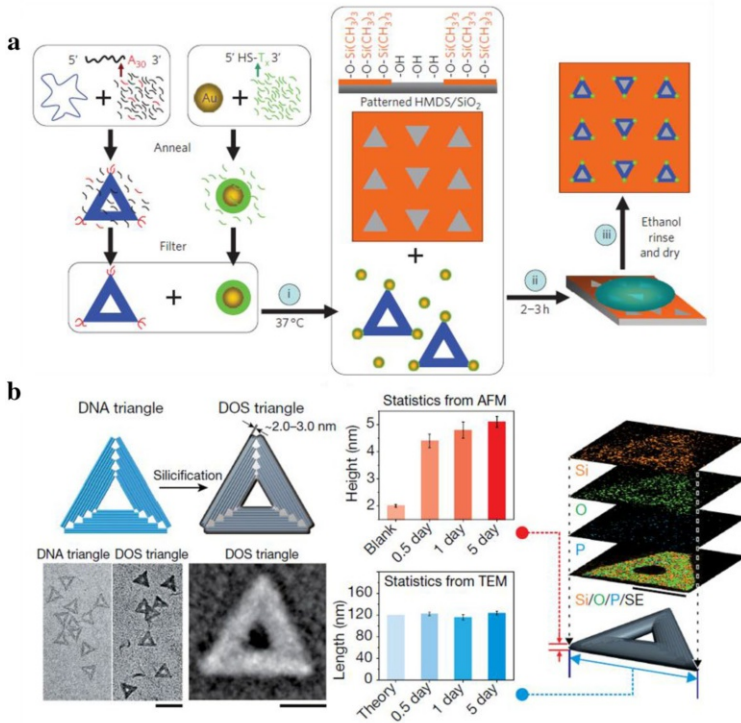 a
5' A30 3'
5' HS-Tx 3'
Au
+
+
Anneal
Filter
+
i
37 °C
-O-Si(CH3)3
-O-Si(CH3)3
-O-Si(CH3)3
-OH
-OH
-OH
-O-Si(CH3)3
-O-Si(CH3)3
-O-Si(CH3)3
Patterned HMDS/SiO2
+
ii
2–3 h
iii
Ethanol
rinse
and dry
b
DNA triangle
DOS triangle
~2.0–3.0 nm
Silicification
DNA triangle
DOS triangle
DOS triangle
Statistics from AFM
Height (nm)
5
4
3
2
Blank
0.5 day
1 day
5 day
Statistics from TEM
Length (nm)
160
120
80
40
0
Theory
0.5 day
1 day
5 day
Si
O
P
Si/O/P/SE